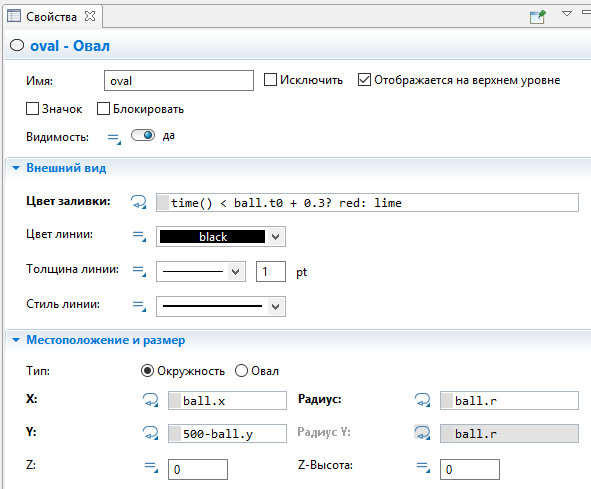 Свойства
oval - Овал
Имя: oval Исключить Отображается на верхнем уровне
Значок Блокировать
Видимость: да
Внешний вид
Цвет заливки: time() < ball.t0 + 0.3? red: lime
Цвет линии: black
Толщина линии: 1 pt
Стиль линии:
Местоположение и размер
Тип: Окружность Овал
X: ball.x Радиус: ball.r
Y: 500-ball.y Радиус Y: ball.r
Z: 0 Z-Высота: 0